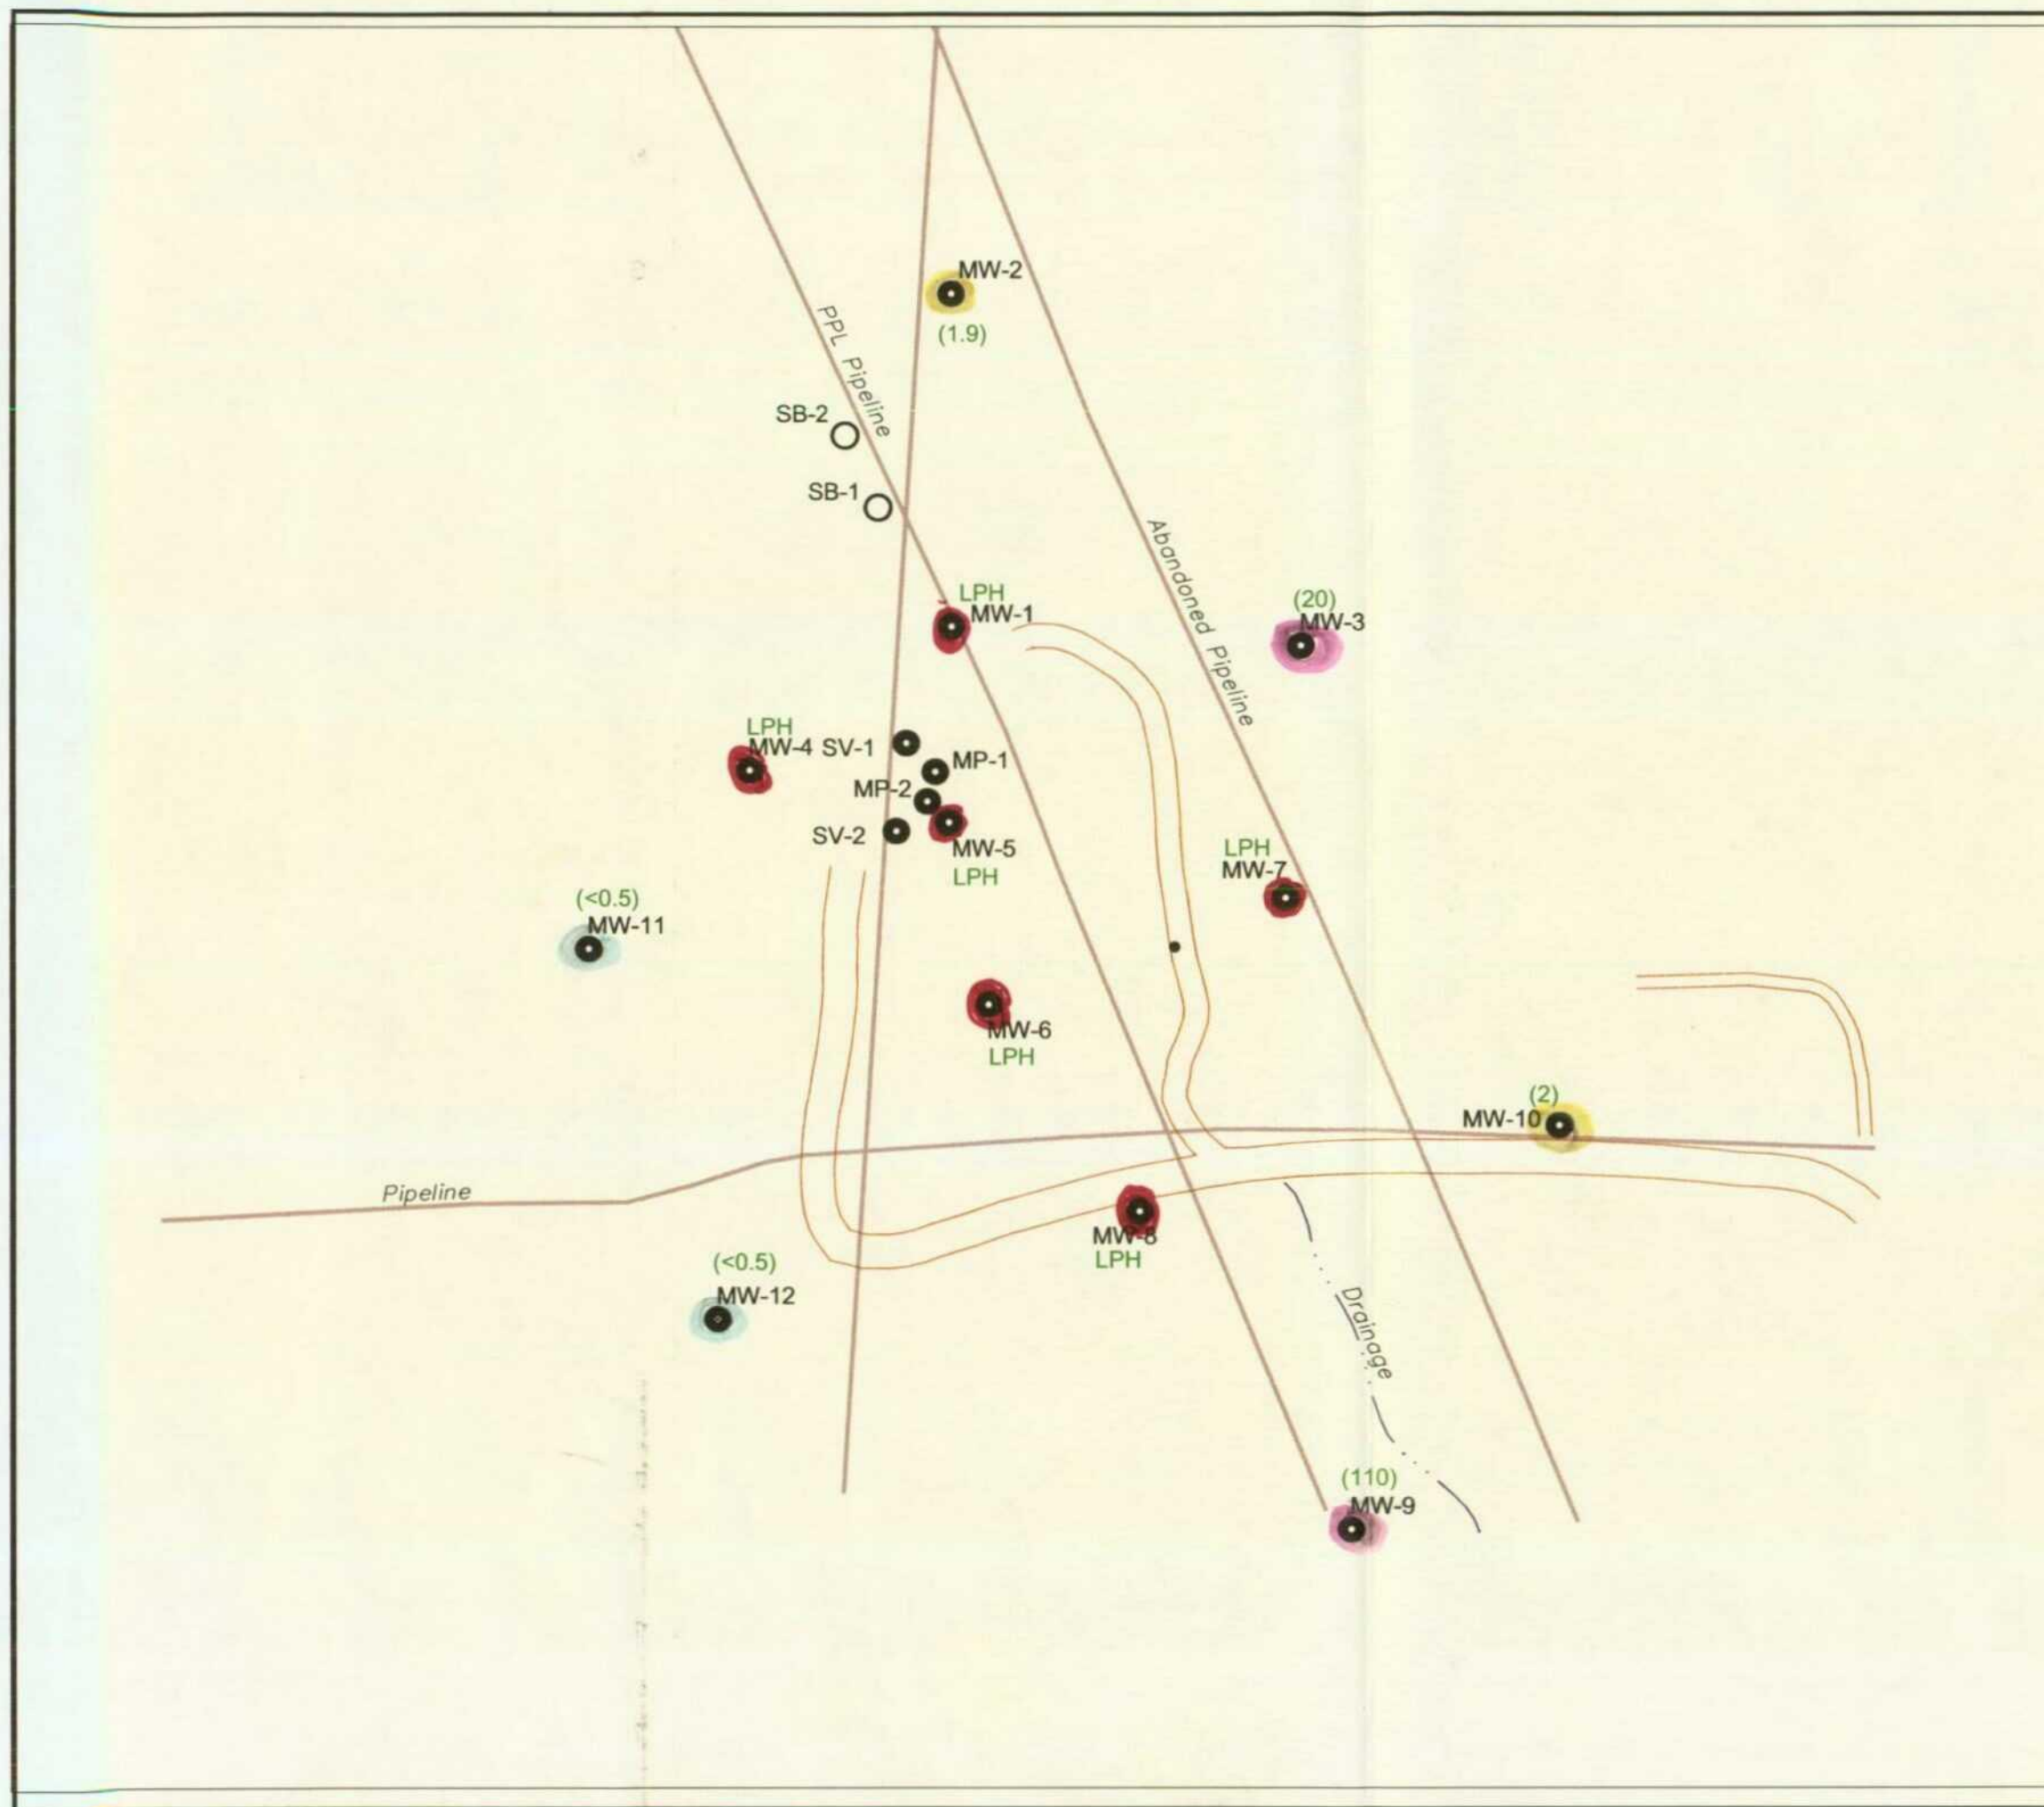 MW-2
(1.9)
PPL Pipeline
SB-2
SB-1
Abandoned Pipeline
LPH
MW-1
(20)
MW-3
LPH
MW-4
SV-1
MP-1
MP-2
SV-2
MW-5
LPH
LPH
MW-7
(<0.5)
MW-11
MW-6
LPH
(2)
MW-10
Pipeline
MW-8
LPH
(<0.5)
MW-12
Drainage
(110)
MW-9